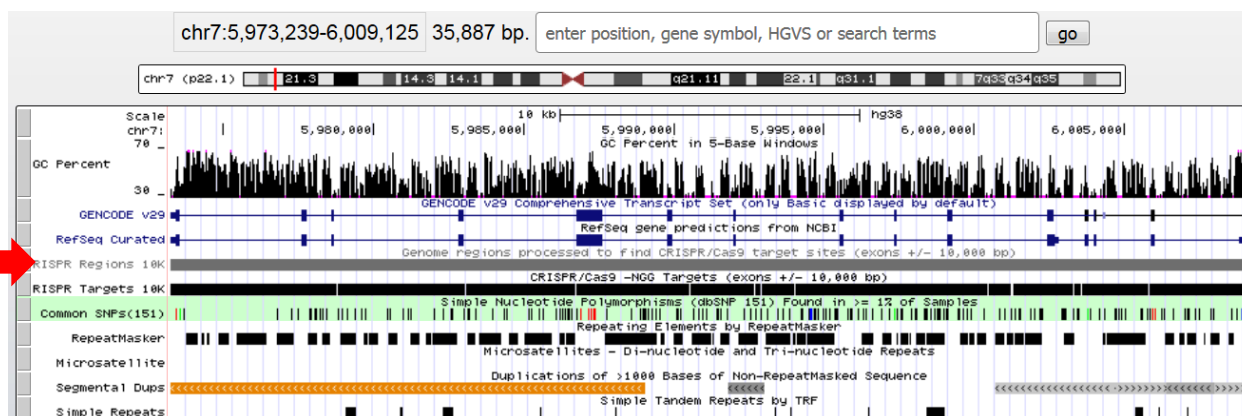 chr7:5,973,239-6,009,125 35,887 bp. enter position, gene symbol, HGVS or search terms go
chr7 (p22.1) 21.3 14.3 14.1 q21.11 22.1 q31.1 7q33 q34 q35
Scale 10 kb hg38
chr7: 5,980,000 5,985,000 5,990,000 5,995,000 6,000,000 6,005,000
70 _ GC Percent in 5-Base Windows
GC Percent
30 _
GENCODE v29 Comprehensive Transcript Set (only Basic displayed by default)
GENCODE v29
RefSeq gene predictions from NCBI
RefSeq Curated
Genome regions processed to find CRISPR/Cas9 target sites (exons +/- 10,000 bp)
RISPR Regions 10K
CRISPR/Cas9 -NGG Targets (exons +/- 10,000 bp)
RISPR Targets 10K
Simple Nucleotide Polymorphisms (dbSNP 151) Found in >= 1% of Samples
Common SNPs(151)
Repeating Elements by RepeatMasker
RepeatMasker
Microsatellites - Di-nucleotide and Tri-nucleotide Repeats
Microsatellite
Duplications of >1000 Bases of Non-RepeatMasked Sequence
Segmental Dups
Simple Tandem Repeats by TRF
Simple Repeats